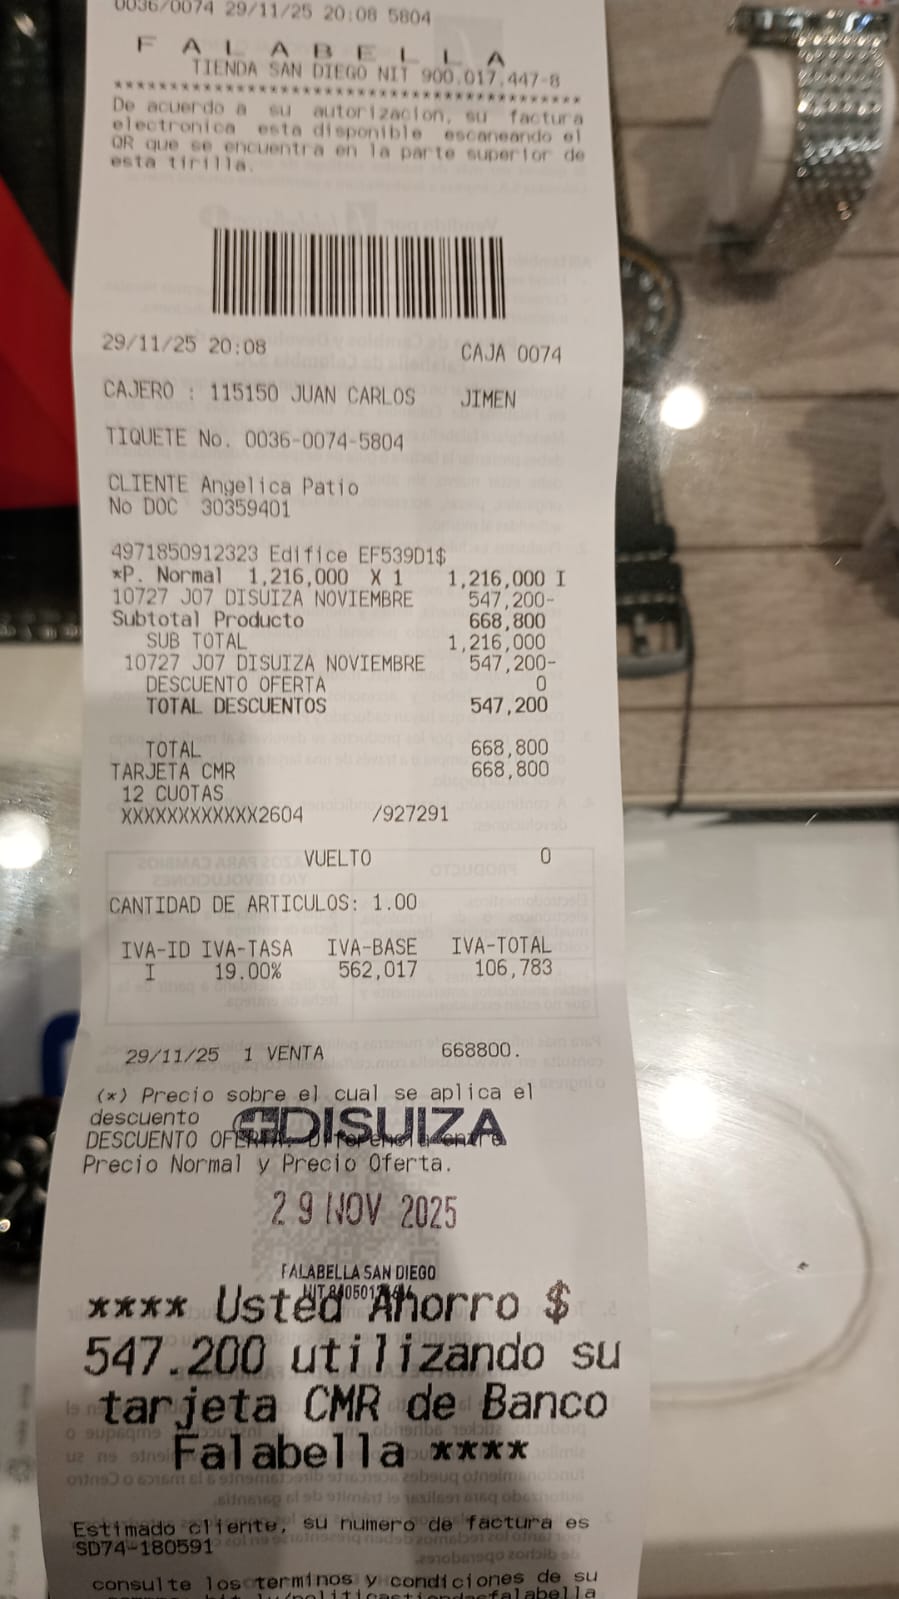 0036/0074 29/11/25 20:08 5804
F A L A B E L L A
TIENDA SAN DIEGO NIT 900.017.447-8
****************************************
De acuerdo a su autorizacion, su factura
electronica esta disponible escaneando el
QR que se encuentra en la parte superior de
esta tirilla.
29/11/25 20:08 CAJA 0074
CAJERO : 115150 JUAN CARLOS JIMEN
TIQUETE No. 0036-0074-5804
CLIENTE Angelica Patio
No DOC 30359401
4971850912323 Edifice EF539D1$
*P. Normal 1,216,000 X 1 1,216,000 I
10727 J07 DISUIZA NOVIEMBRE 547,200-
Subtotal Producto 668,800
SUB TOTAL 1,216,000
10727 J07 DISUIZA NOVIEMBRE 547,200-
DESCUENTO OFERTA 0
TOTAL DESCUENTOS 547,200
TOTAL 668,800
TARJETA CMR 668,800
12 CUOTAS
XXXXXXXXXXXX2604 /927291
VUELTO 0
CANTIDAD DE ARTICULOS: 1.00
IVA-ID IVA-TASA IVA-BASE IVA-TOTAL
I 19.00% 562,017 106,783
29/11/25 1 VENTA 668800.
(*) Precio sobre el cual se aplica el
descuento
DISUIZA
DESCUENTO OFERTA: Diferencia entre
Precio Normal y Precio Oferta.
29 NOV 2025
FALABELLA SAN DIEGO
**** Usted Ahorro $
547.200 utilizando su
tarjeta CMR de Banco
Falabella ****
Estimado cliente, su numero de factura es
SD74-180591
consulte los terminos y condiciones de su